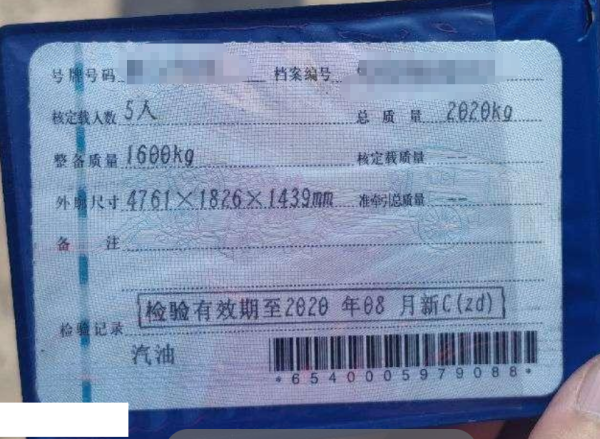 号牌号码 档案编号
核定载人数 5人 总质量 2020kg
整备质量 1600kg 核定载质量 --
外廓尺寸 4761×1826×1439mm 准牵引总质量 --
备注
检验记录 检验有效期至2020 年08 月新C(zd)
汽油
*6540005979088*